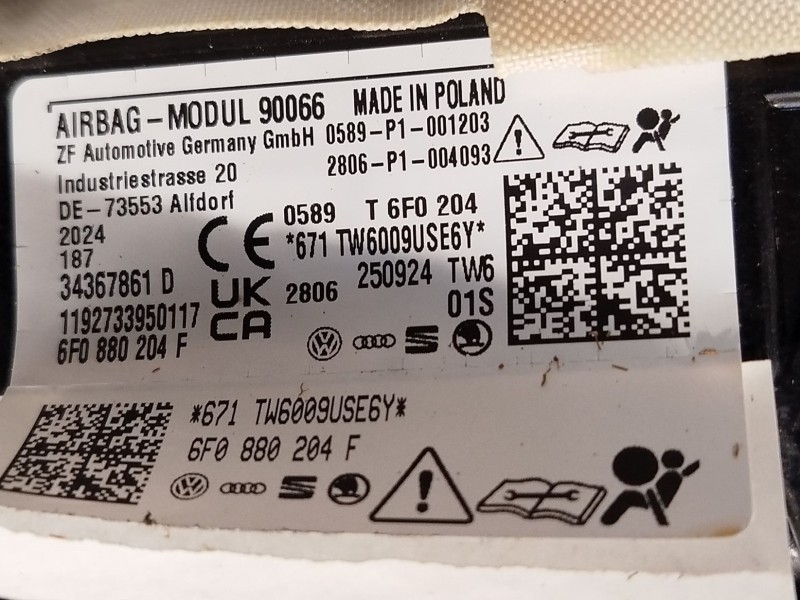 AIRBAG-MODUL 90066 MADE IN POLAND
ZF Automotive Germany GmbH 0589-P1-001203
Industriestrasse 20 2806-P1-004093
DE-73553 Alfdorf
2024 CE 0589 T 6F0 204
187 *671 TW6009USE6Y*
34367861 D UK CA 2806 250924 TW6
1192733950117 01S
6F0 880 204 F
*671 TW6009USE6Y*
6F0 880 204 F